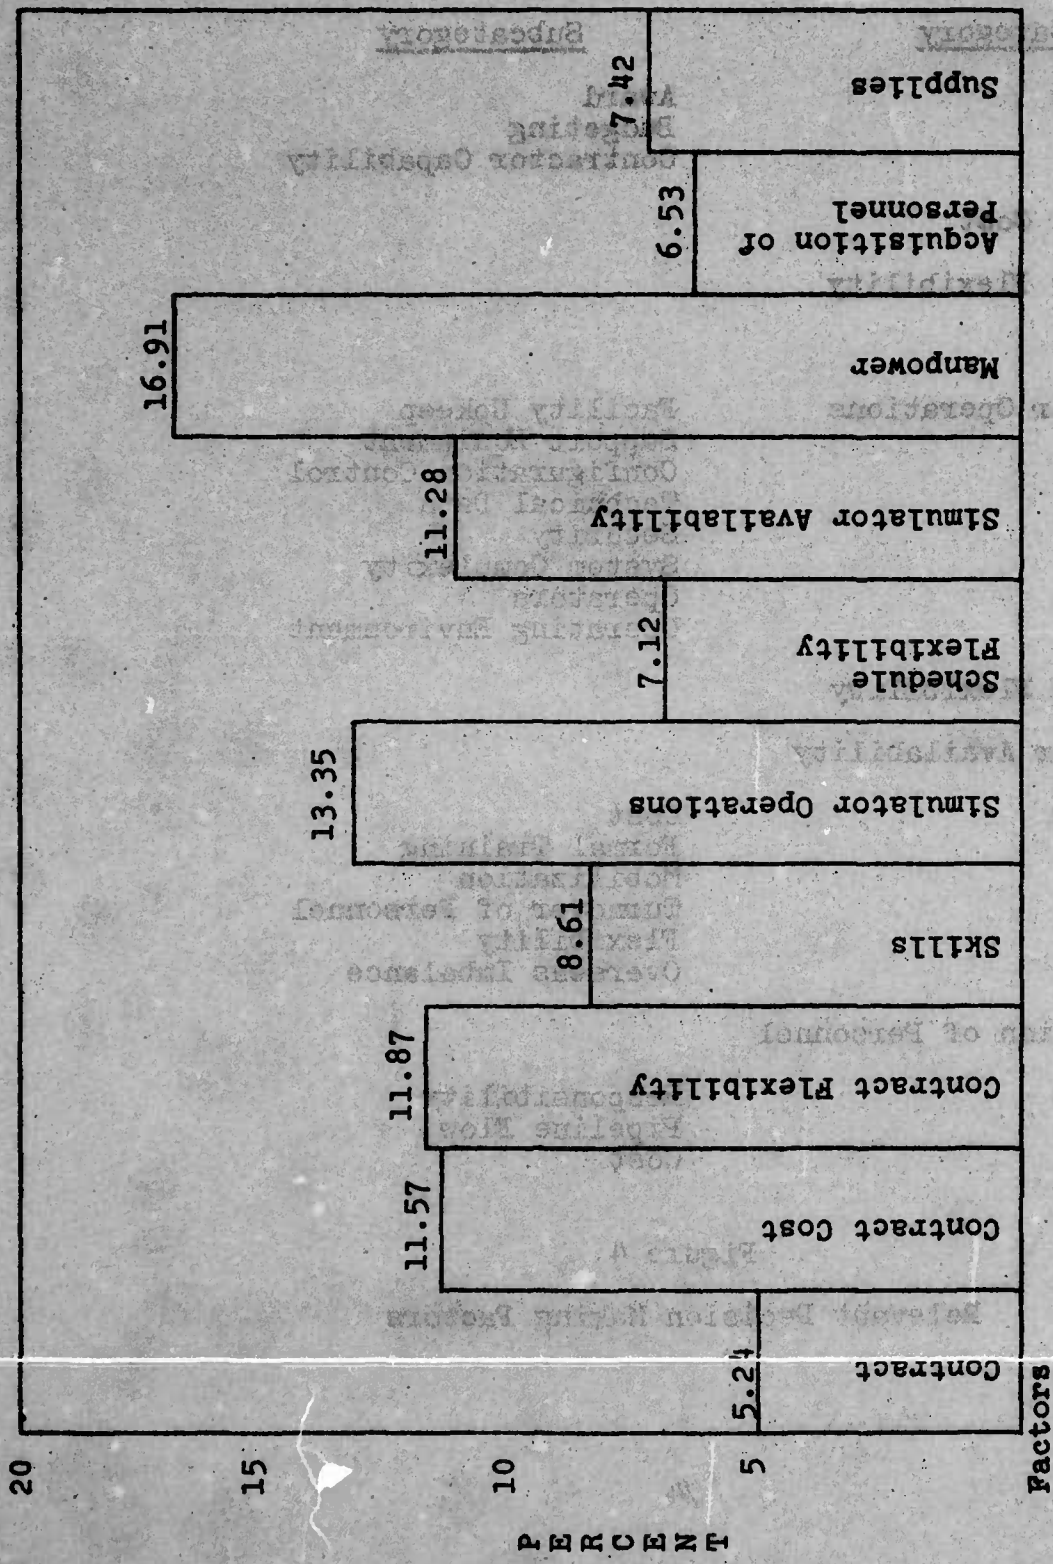 20
15
10
5
PERCENT
5.24
11.57
11.87
8.61
13.35
7.12
11.28
16.91
6.53
7.42
Contract
Contract Cost
Contract Flexibility
Skills
Simulator Operations
Schedule
Flexibility
Simulator Availability
Manpower
Acquisition of
Personnel
Supplies
Factors